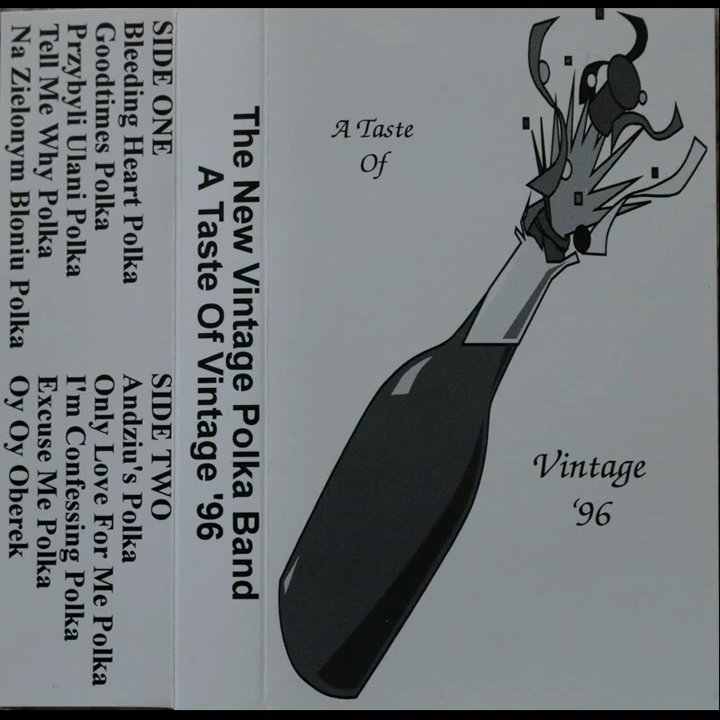 SIDE ONE
Bleeding Heart Polka
Goodtimes Polka
Przybyli Ulani Polka
Tell Me Why Polka
Na Zielonym Bloniu Polka
SIDE TWO
Andziu's Polka
Only Love For Me Polka
I'm Confessing Polka
Excuse Me Polka
Oy Oy Oberek
The New Vintage Polka Band
A Taste Of Vintage '96
A Taste
Of
Vintage
'96